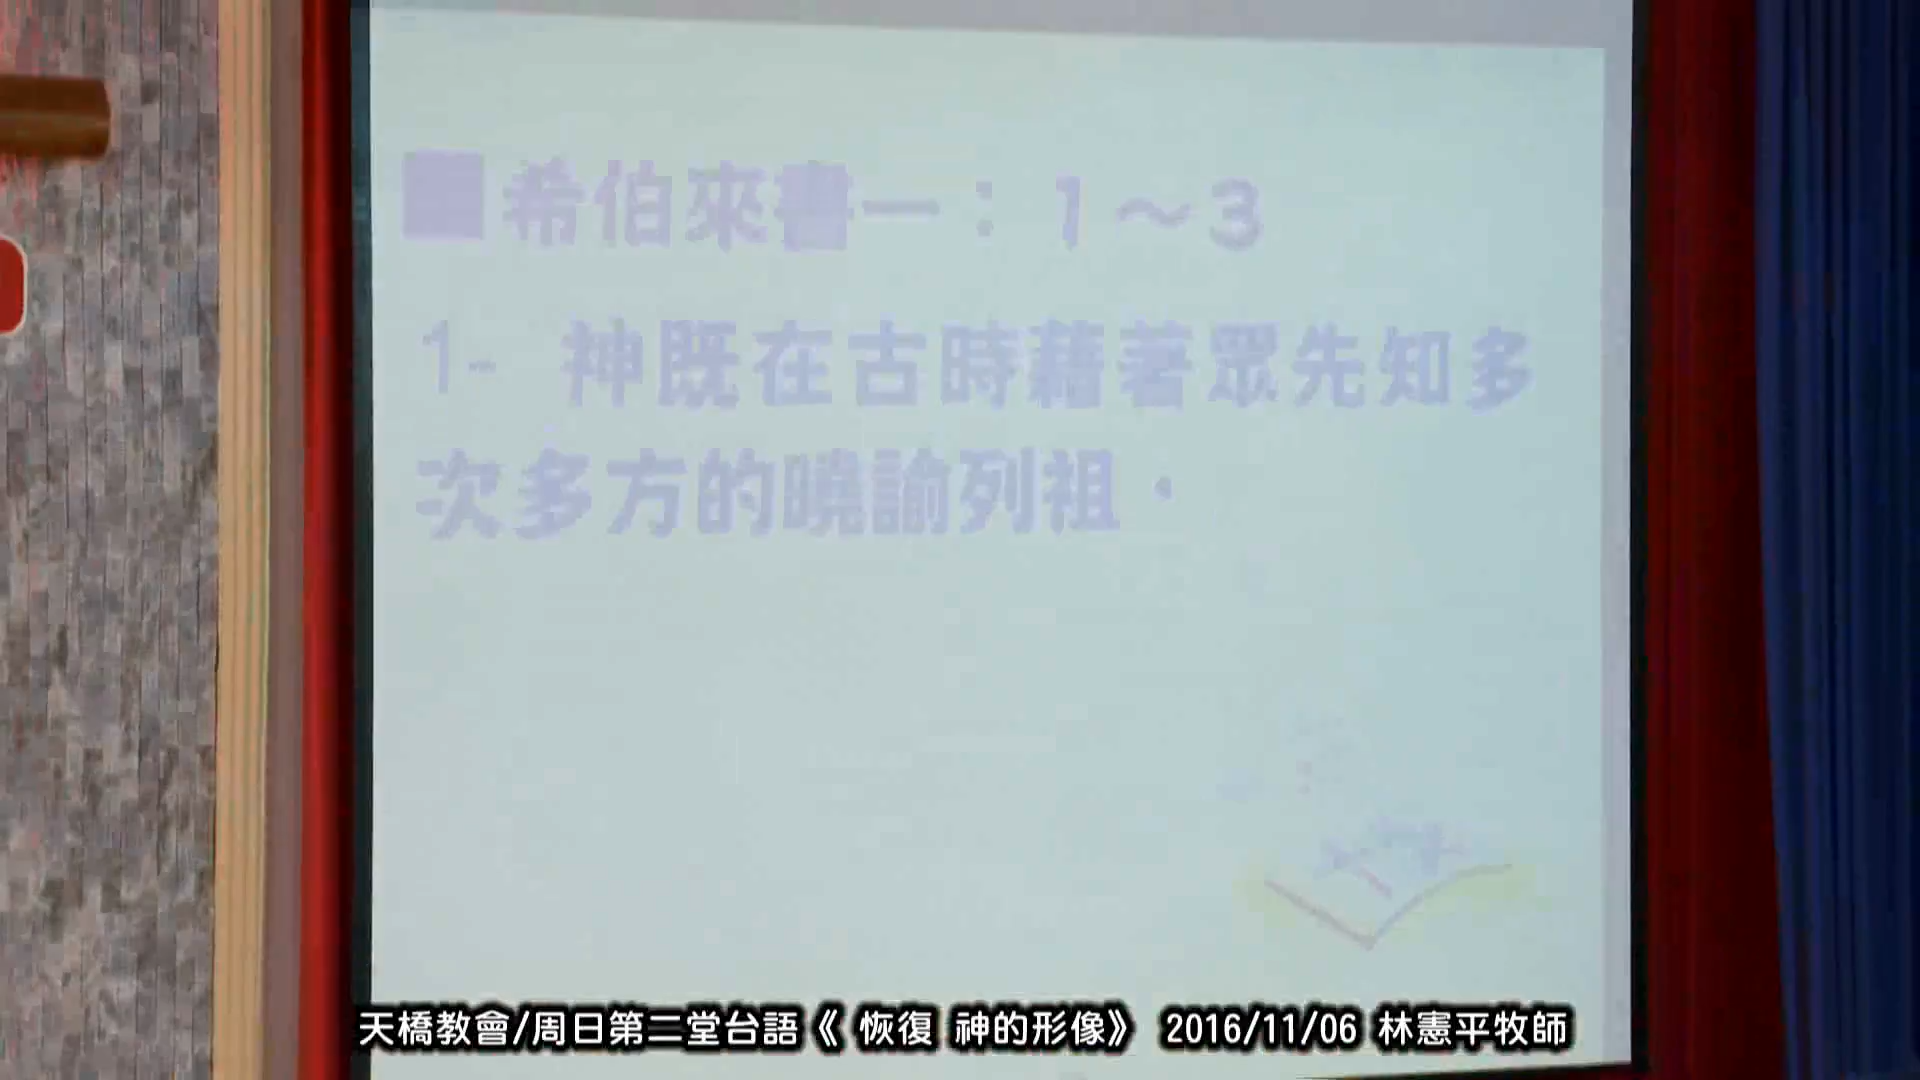 ■希伯來書一：1～3
1- 神既在古時藉著眾先知多
次多方的曉諭列祖．
天橋教會/周日第二堂台語《 恢復 神的形像》 2016/11/06 林憲平牧師